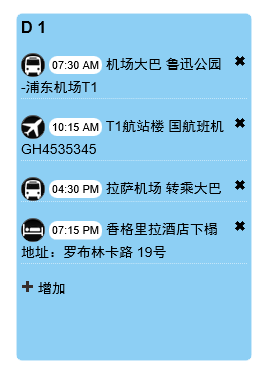 D 1
07:30 AM 机场大巴 鲁迅公园
-浦东机场T1
10:15 AM T1航站楼 国航班机
GH4535345
04:30 PM 拉萨机场 转乘大巴
07:15 PM 香格里拉酒店下榻
地址：罗布林卡路 19号
增加